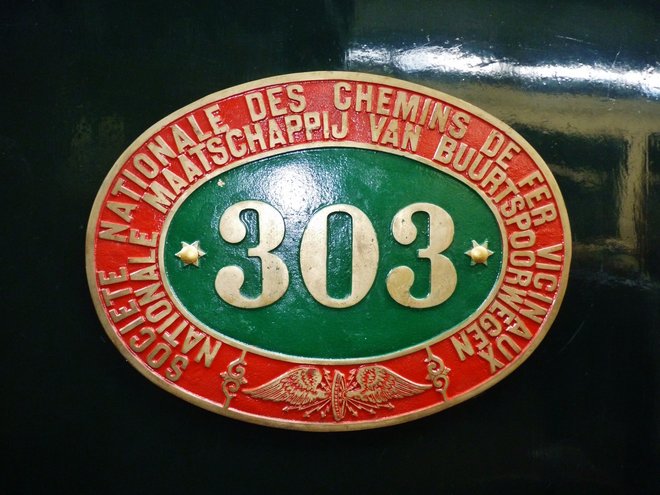 SOCIETE NATIONALE DES CHEMINS DE FER VICINAUX
NATIONALE MAATSCHAPPIJ VAN BUURTSPOORWEGEN
303